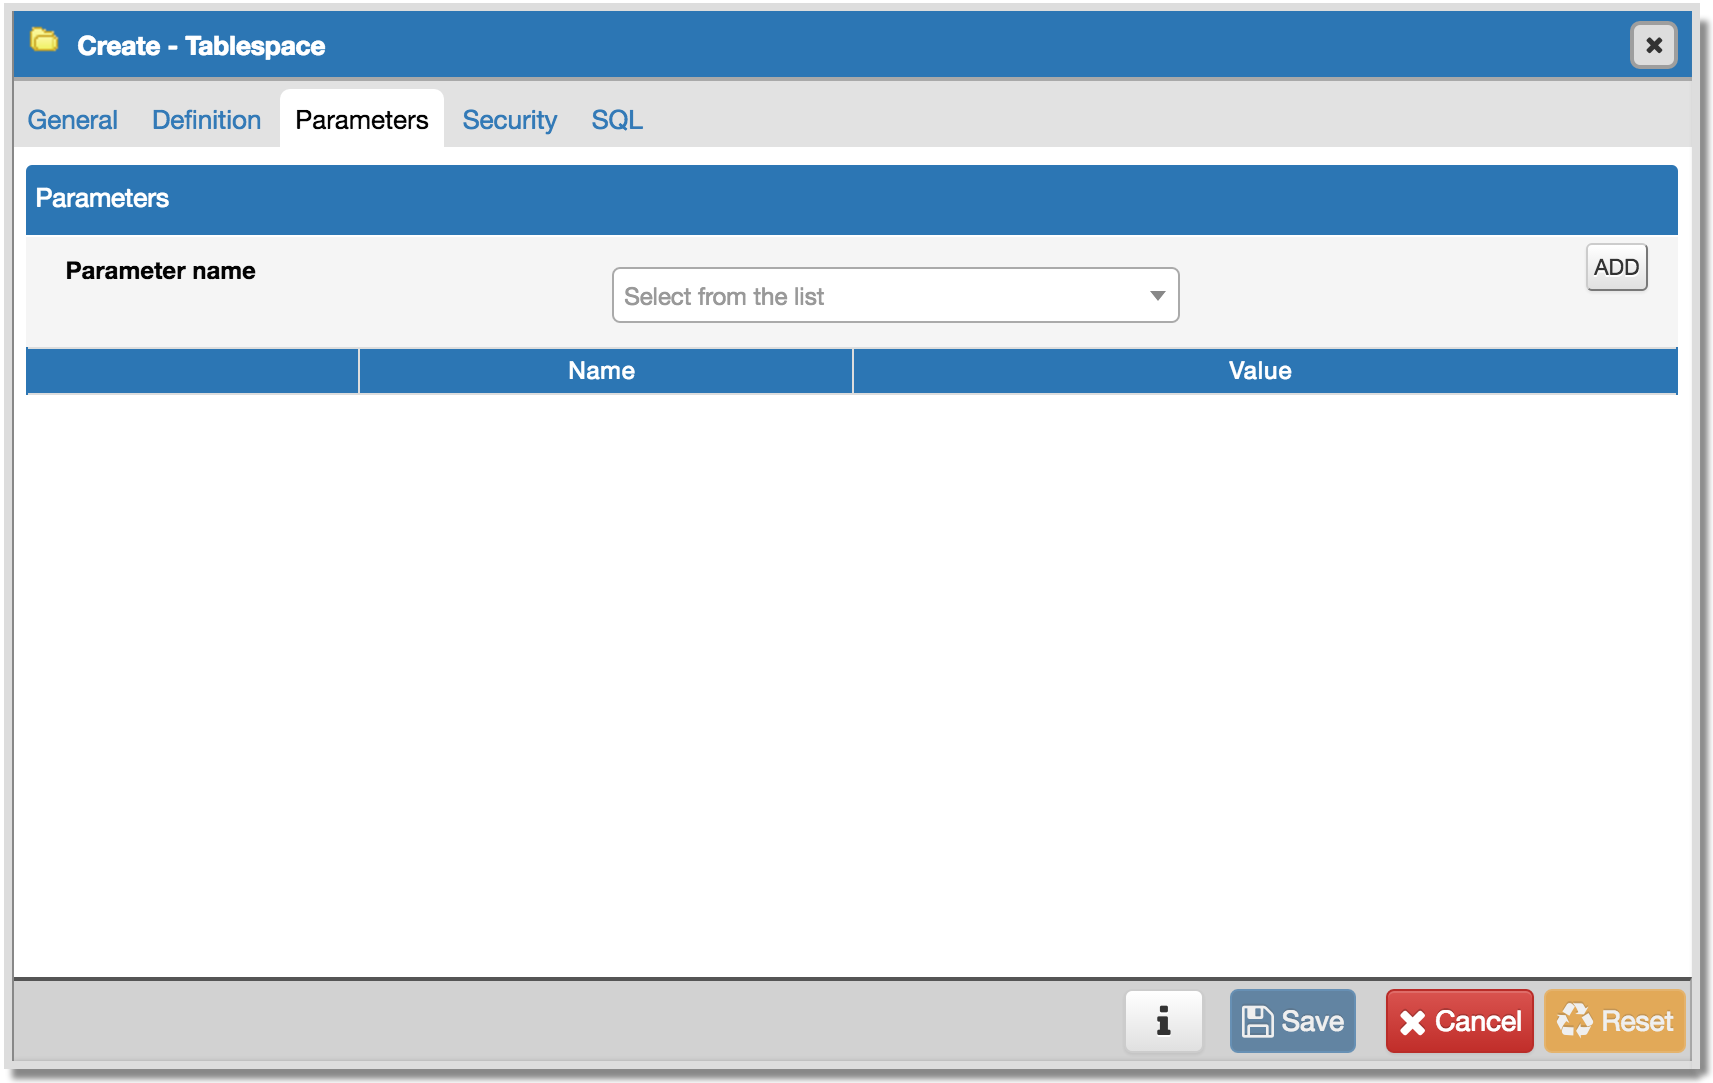 Create - Tablespace
General Definition Parameters Security SQL
Parameters
Parameter name
Select from the list
ADD
Name Value
Save Cancel Reset